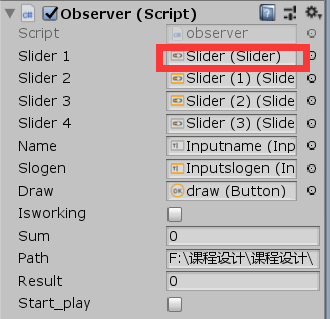 Observer (Script)
Script observer
Slider 1 Slider (Slider)
Slider 2 Slider (1) (Slide
Slider 3 Slider (2) (Slide
Slider 4 Slider (3) (Slide
Name Inputname (Inp
Slogen Inputslogen (In
Draw draw (Button)
Isworking
Sum 0
Path F:\课程设计\课程设计\
Result 0
Start_play